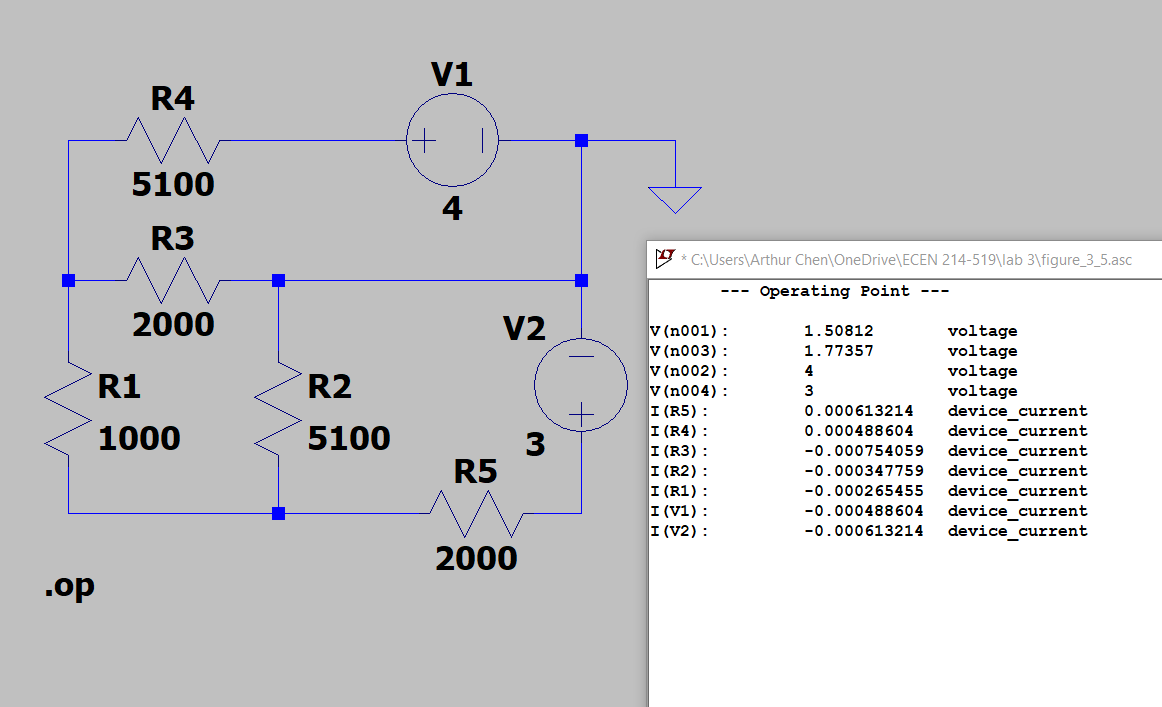 V1
R4
5100
4
R3
2000
V2
R1
1000
R2
5100
3
R5
2000
.op
* C:\Users\Arthur Chen\OneDrive\ECEN 214-519\lab 3\figure_3_5.asc
--- Operating Point ---
V(n001): 1.50812 voltage
V(n003): 1.77357 voltage
V(n002): 4 voltage
V(n004): 3 voltage
I(R5): 0.000613214 device_current
I(R4): 0.000488604 device_current
I(R3): -0.000754059 device_current
I(R2): -0.000347759 device_current
I(R1): -0.000265455 device_current
I(V1): -0.000488604 device_current
I(V2): -0.000613214 device_current